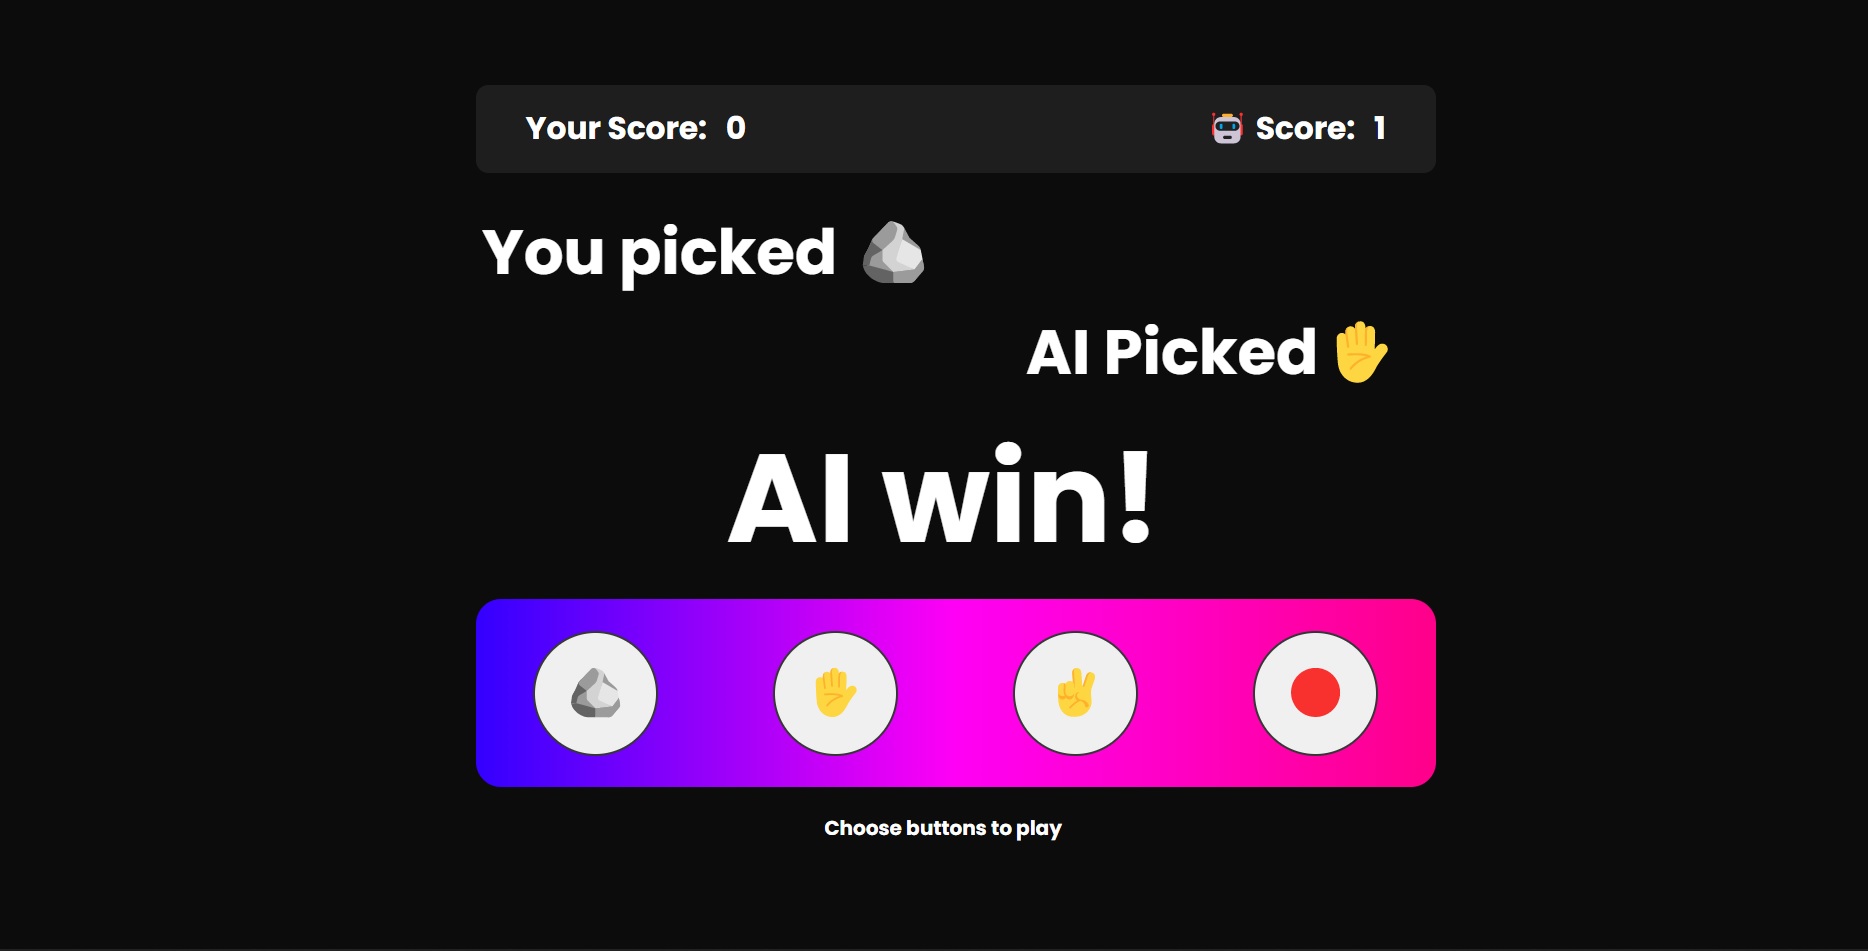 Your Score: 0
Score: 1
You picked
AI Picked
AI win!
Choose buttons to play